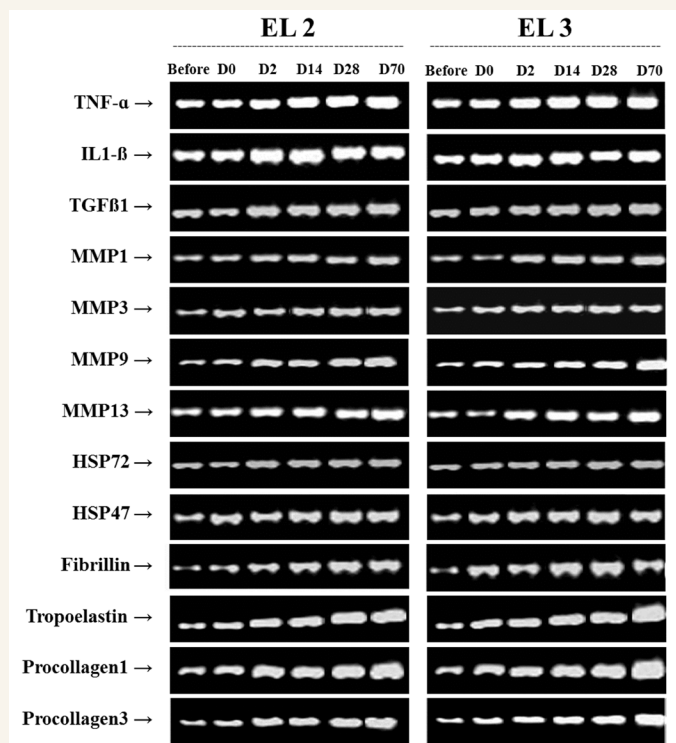 EL 2 EL 3
Before D0 D2 D14 D28 D70 Before D0 D2 D14 D28 D70
TNF-α →
IL1-ß →
TGFß1 →
MMP1 →
MMP3 →
MMP9 →
MMP13 →
HSP72 →
HSP47 →
Fibrillin →
Tropoelastin →
Procollagen1 →
Procollagen3 →